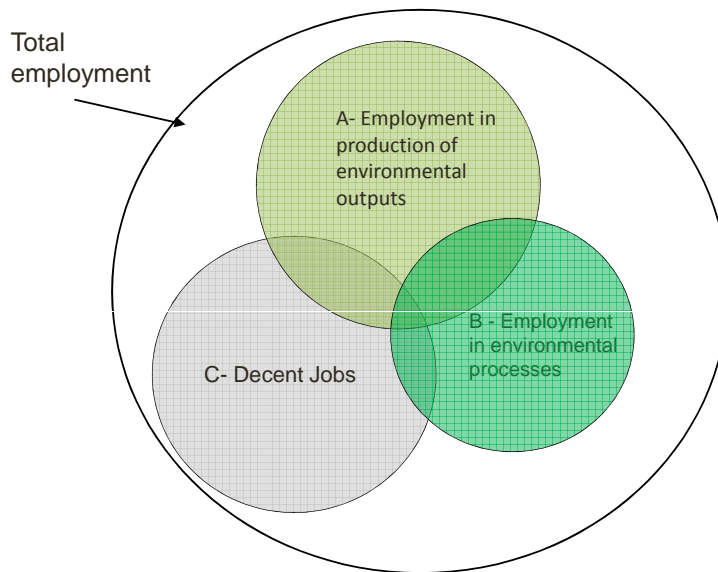 Total
employment
A- Employment in
production of
environmental
outputs
B - Employment
in environmental
processes
C- Decent Jobs